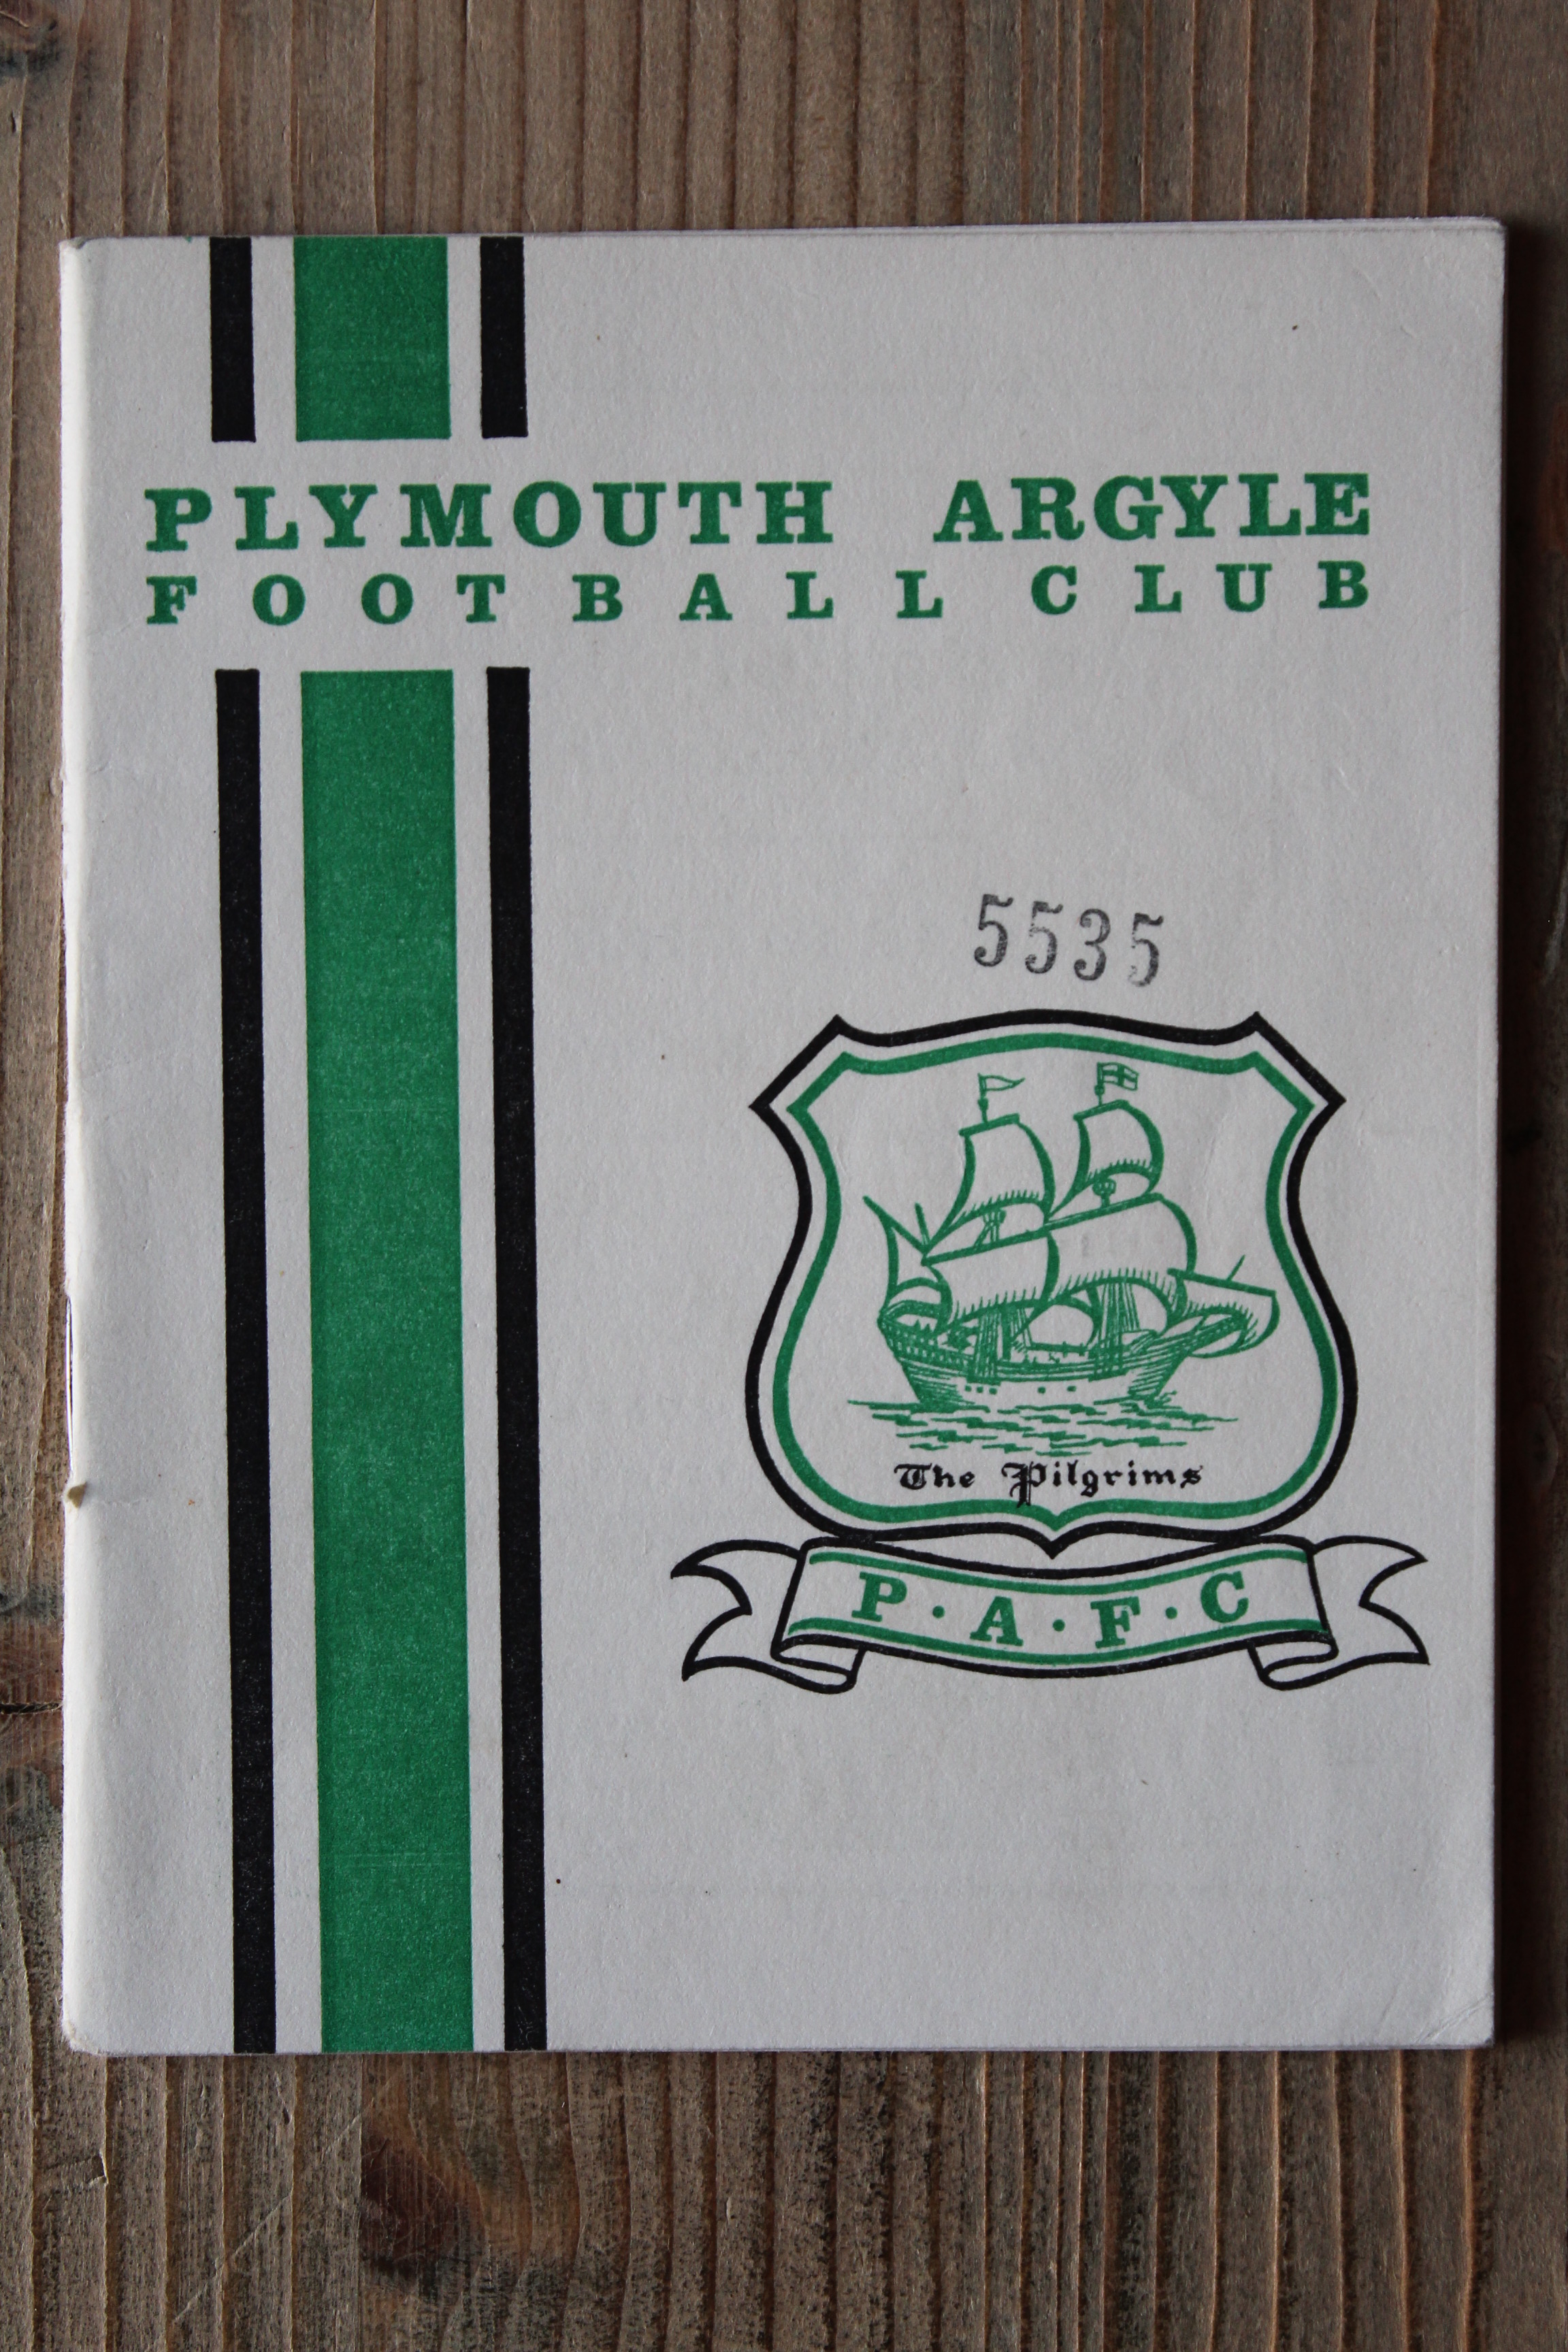 PLYMOUTH ARGYLE
FOOTBALL CLUB
5535
The Pilgrims
P·A·F·C